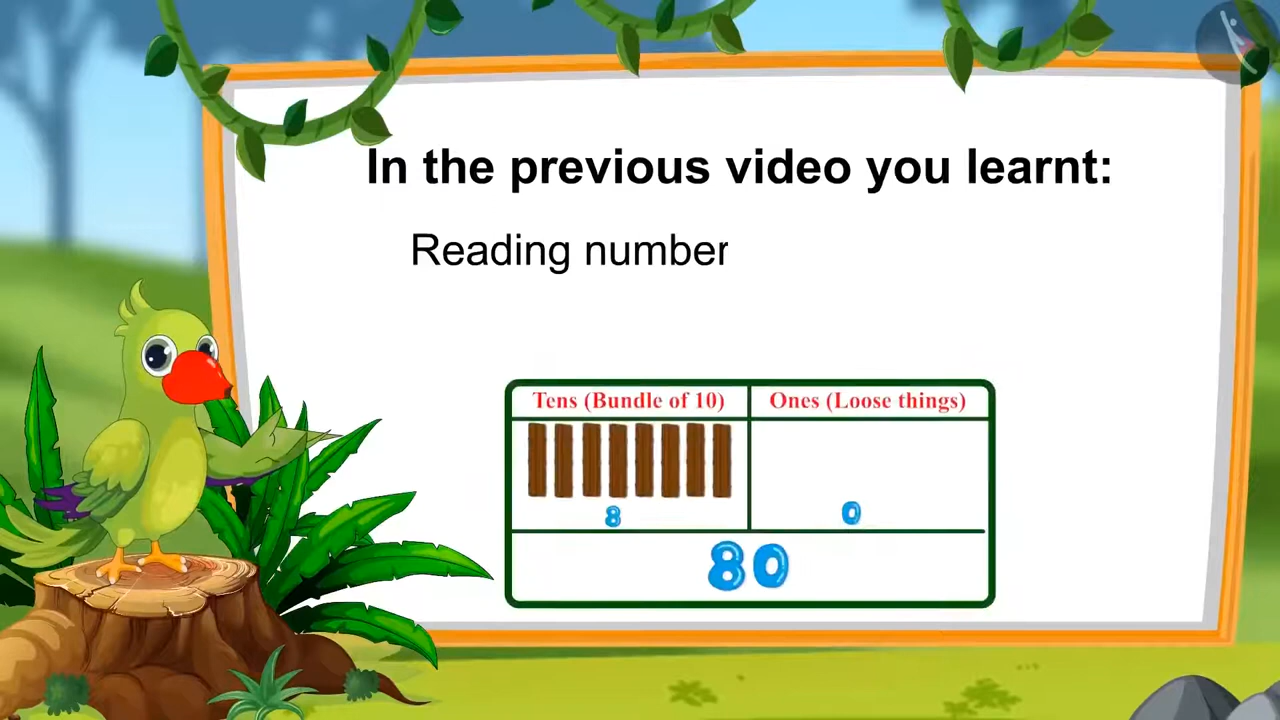 In the previous video you learnt:
Reading number
Tens (Bundle of 10) Ones (Loose things)
8 0
80